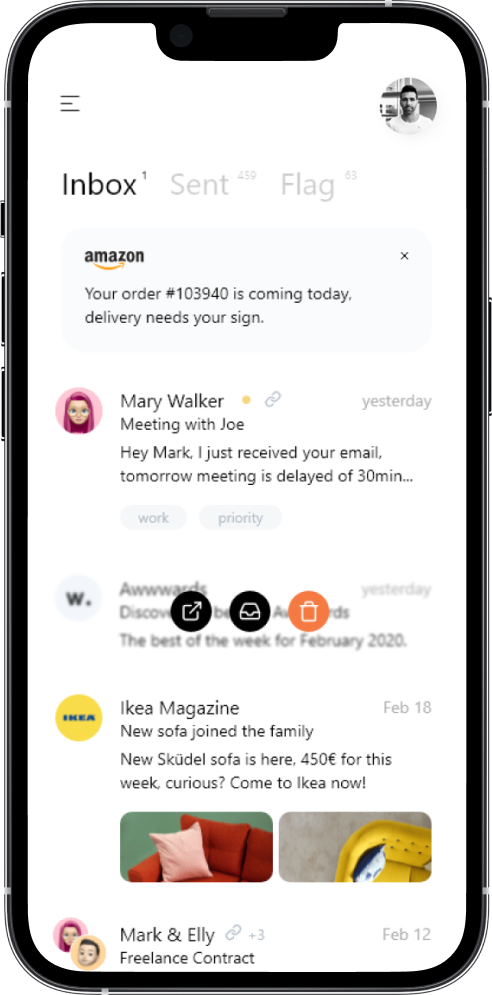 Inbox 1 Sent 459 Flag 63
amazon
Your order #103940 is coming today,
delivery needs your sign.
Mary Walker yesterday
Meeting with Joe
Hey Mark, I just received your email,
tomorrow meeting is delayed of 30min...
work priority
w. Awwwards yesterday
Discover be Awards
The best of the week for February 2020.
IKEA Ikea Magazine Feb 18
New sofa joined the family
New Sküdel sofa is here, 450€ for this
week, curious? Come to Ikea now!
Mark & Elly +3 Feb 12
Freelance Contract